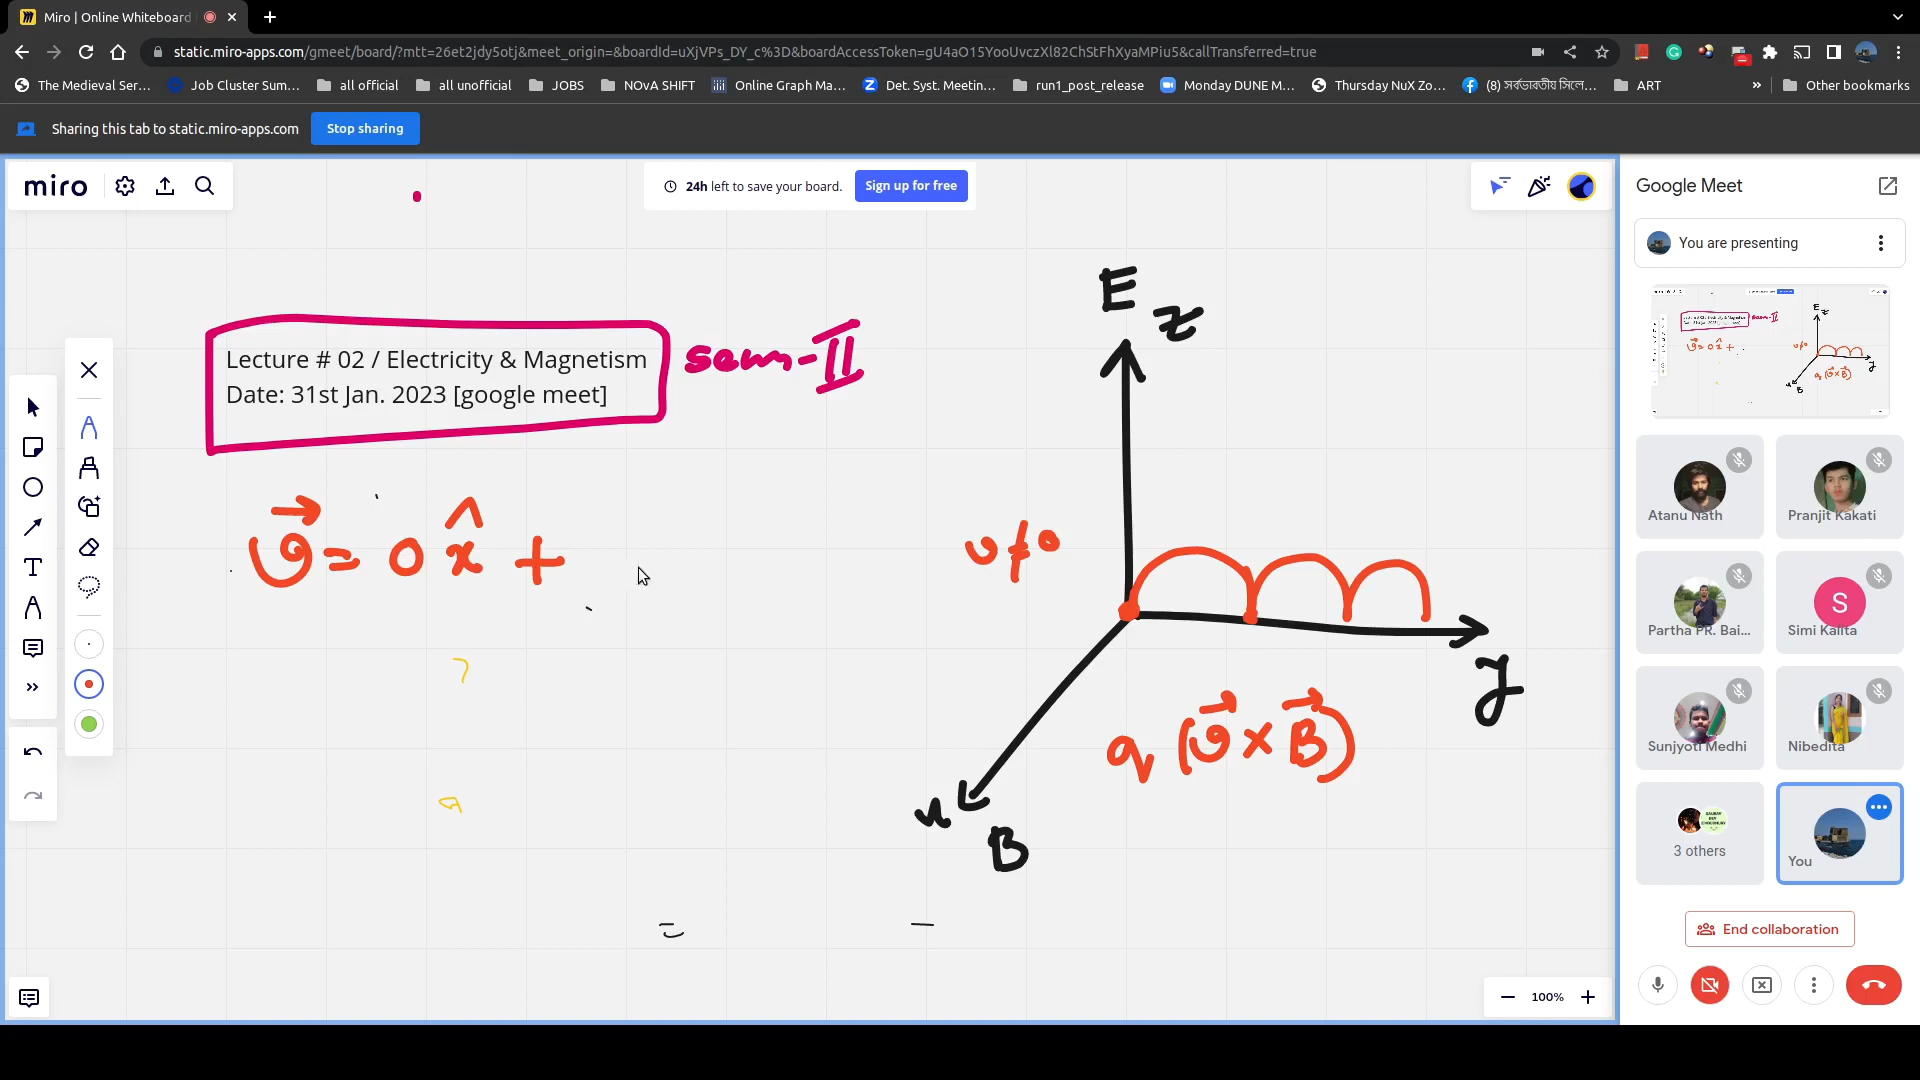 Miro | Online Whiteboard
static.miro-apps.com/gmeet/board/?mtt=26et2jdy5otj&meet_origin=&boardId=uXjVPs_DY_c%3D&boardAccessToken=gU4aO15YooUvczXl82ChStFhXyaMPiu5&callTransferred=true
The Medieval Ser...
Job Cluster Sum...
all official
all unofficial
JOBS
NOvA SHIFT
Online Graph Ma...
Det. Syst. Meetin...
run1_post_release
Monday DUNE M...
Thursday NuX Zo...
(8) সর্বভারতীয় সিলে...
ART
»
Other bookmarks
Sharing this tab to static.miro-apps.com
Stop sharing
miro
24h left to save your board.
Sign up for free
Lecture # 02 / Electricity & Magnetism
Date: 31st Jan. 2023 [google meet]
sem-II
E
z
v⃗ = 0 x̂ +
v≠0
y
q (v⃗ × B⃗)
x
B
=
–
100%
Google Meet
You are presenting
Atanu Nath
Pranjit Kakati
Partha PR. Bai...
S
Simi Kalita
Sunjyoti Medhi
Nibedita
3 others
You
End collaboration